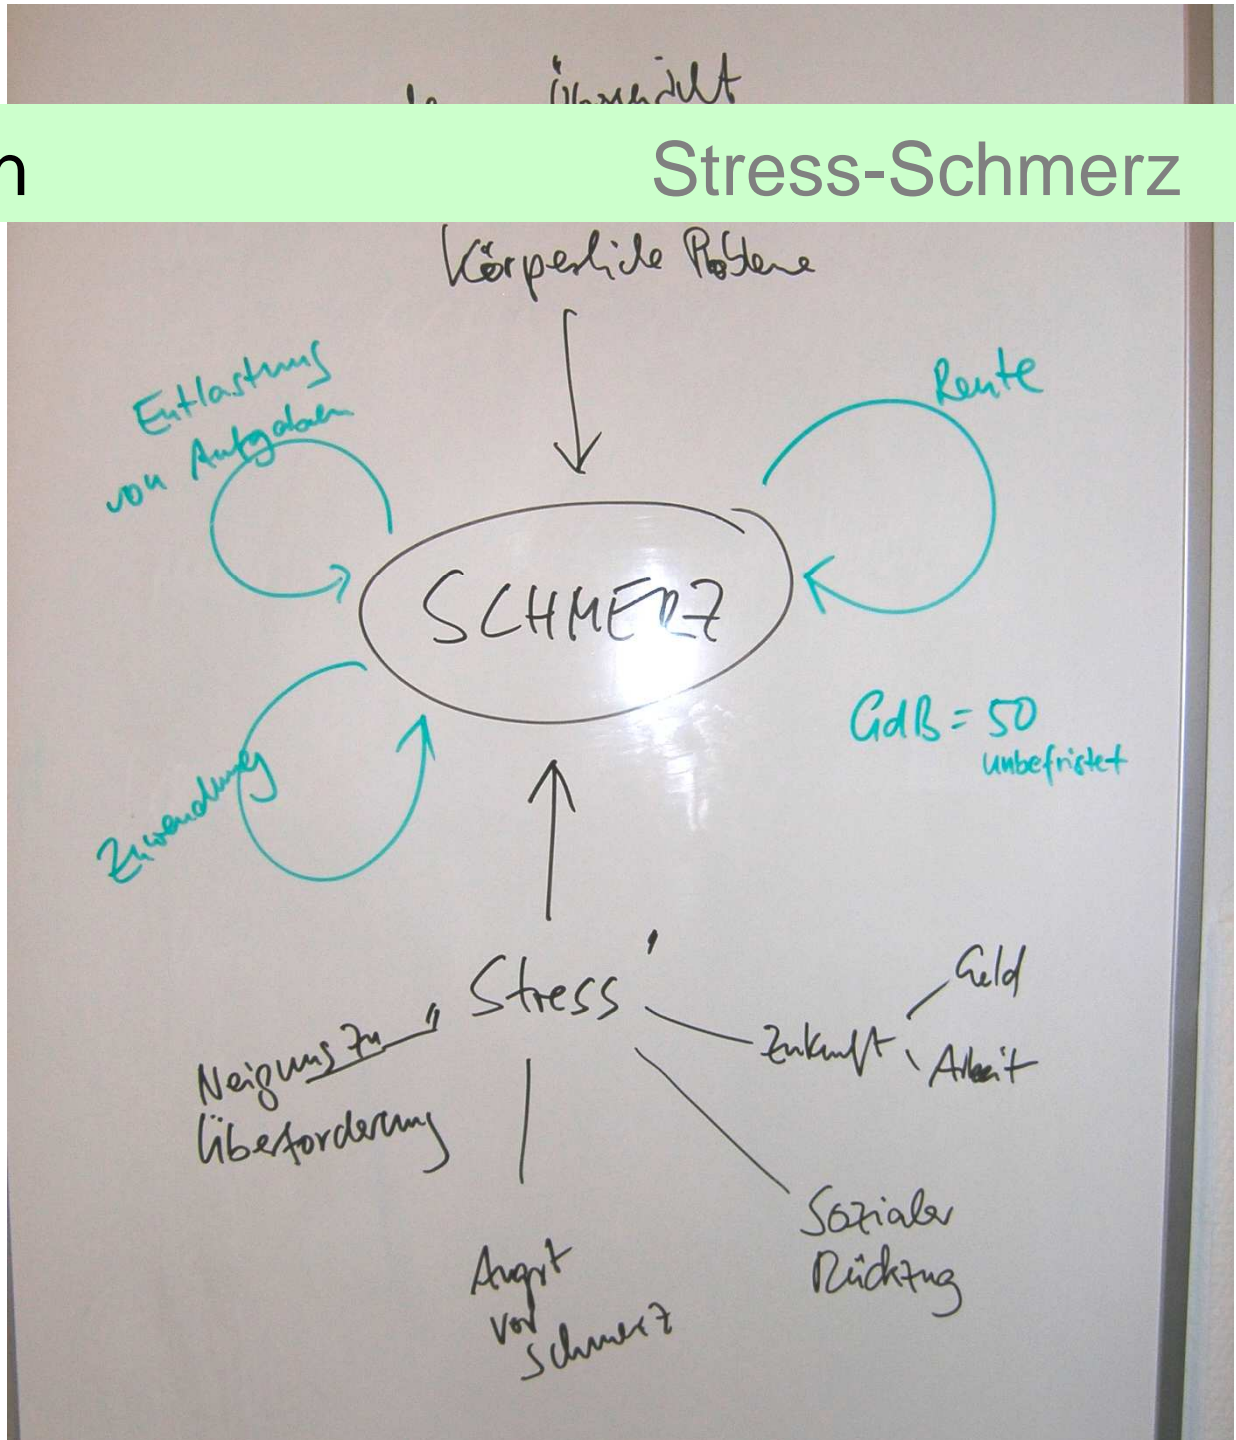 Übersicht
n Stress-Schmerz
Körperliche Probleme
Entlastung
von Aufgaben
Rente
SCHMERZ
GdB = 50
unbefristet
Zuwendung
"Stress"
Neigung zu
Überforderung
Zukunft
Geld
Arbeit
Angst
vor
Schmerz
Sozialer
Rückzug